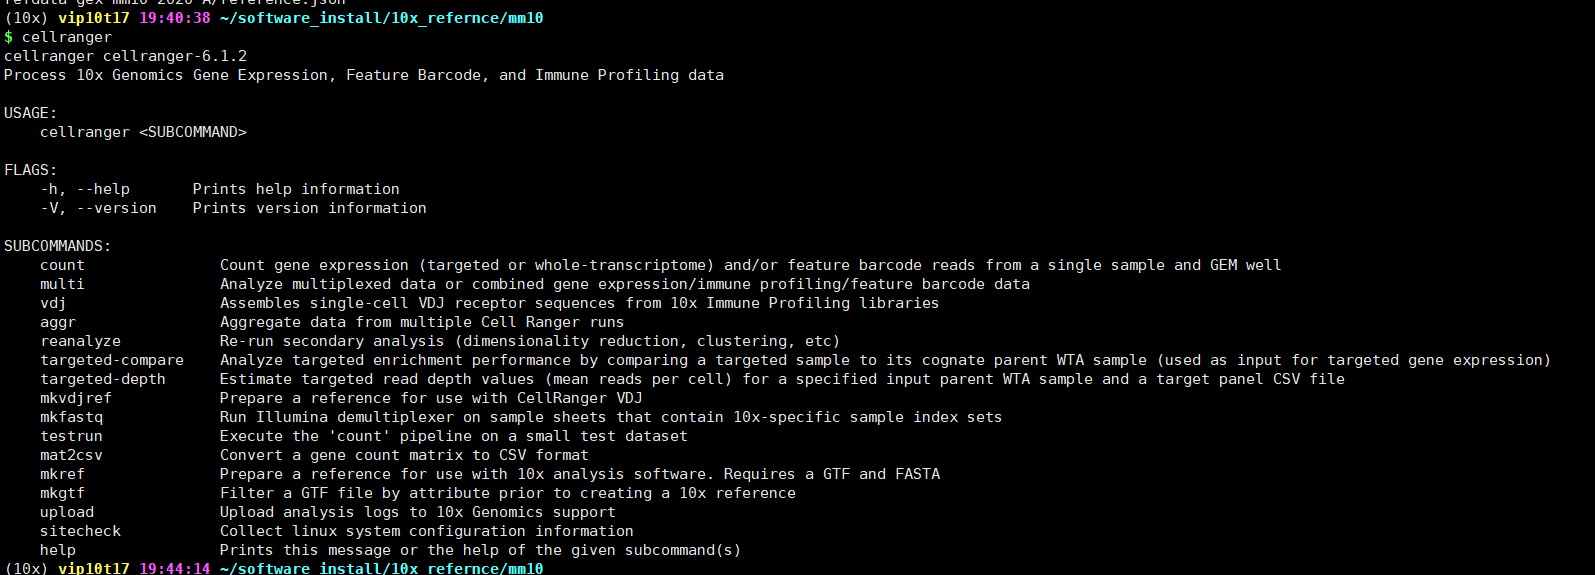 refdata-gex-mm10-2020-A/reference.json
(10x) vip10t17 19:40:38 ~/software_install/10x_refernce/mm10
$ cellranger
cellranger cellranger-6.1.2
Process 10x Genomics Gene Expression, Feature Barcode, and Immune Profiling data
USAGE:
    cellranger <SUBCOMMAND>
FLAGS:
    -h, --help       Prints help information
    -V, --version    Prints version information
SUBCOMMANDS:
    count               Count gene expression (targeted or whole-transcriptome) and/or feature barcode reads from a single sample and GEM well
    multi               Analyze multiplexed data or combined gene expression/immune profiling/feature barcode data
    vdj                 Assembles single-cell VDJ receptor sequences from 10x Immune Profiling libraries
    aggr                Aggregate data from multiple Cell Ranger runs
    reanalyze           Re-run secondary analysis (dimensionality reduction, clustering, etc)
    targeted-compare    Analyze targeted enrichment performance by comparing a targeted sample to its cognate parent WTA sample (used as input for targeted gene expression)
    targeted-depth      Estimate targeted read depth values (mean reads per cell) for a specified input parent WTA sample and a target panel CSV file
    mkvdjref            Prepare a reference for use with CellRanger VDJ
    mkfastq             Run Illumina demultiplexer on sample sheets that contain 10x-specific sample index sets
    testrun             Execute the 'count' pipeline on a small test dataset
    mat2csv             Convert a gene count matrix to CSV format
    mkref               Prepare a reference for use with 10x analysis software. Requires a GTF and FASTA
    mkgtf               Filter a GTF file by attribute prior to creating a 10x reference
    upload              Upload analysis logs to 10x Genomics support
    sitecheck           Collect linux system configuration information
    help                Prints this message or the help of the given subcommand(s)
(10x) vip10t17 19:44:14 ~/software_install/10x_refernce/mm10